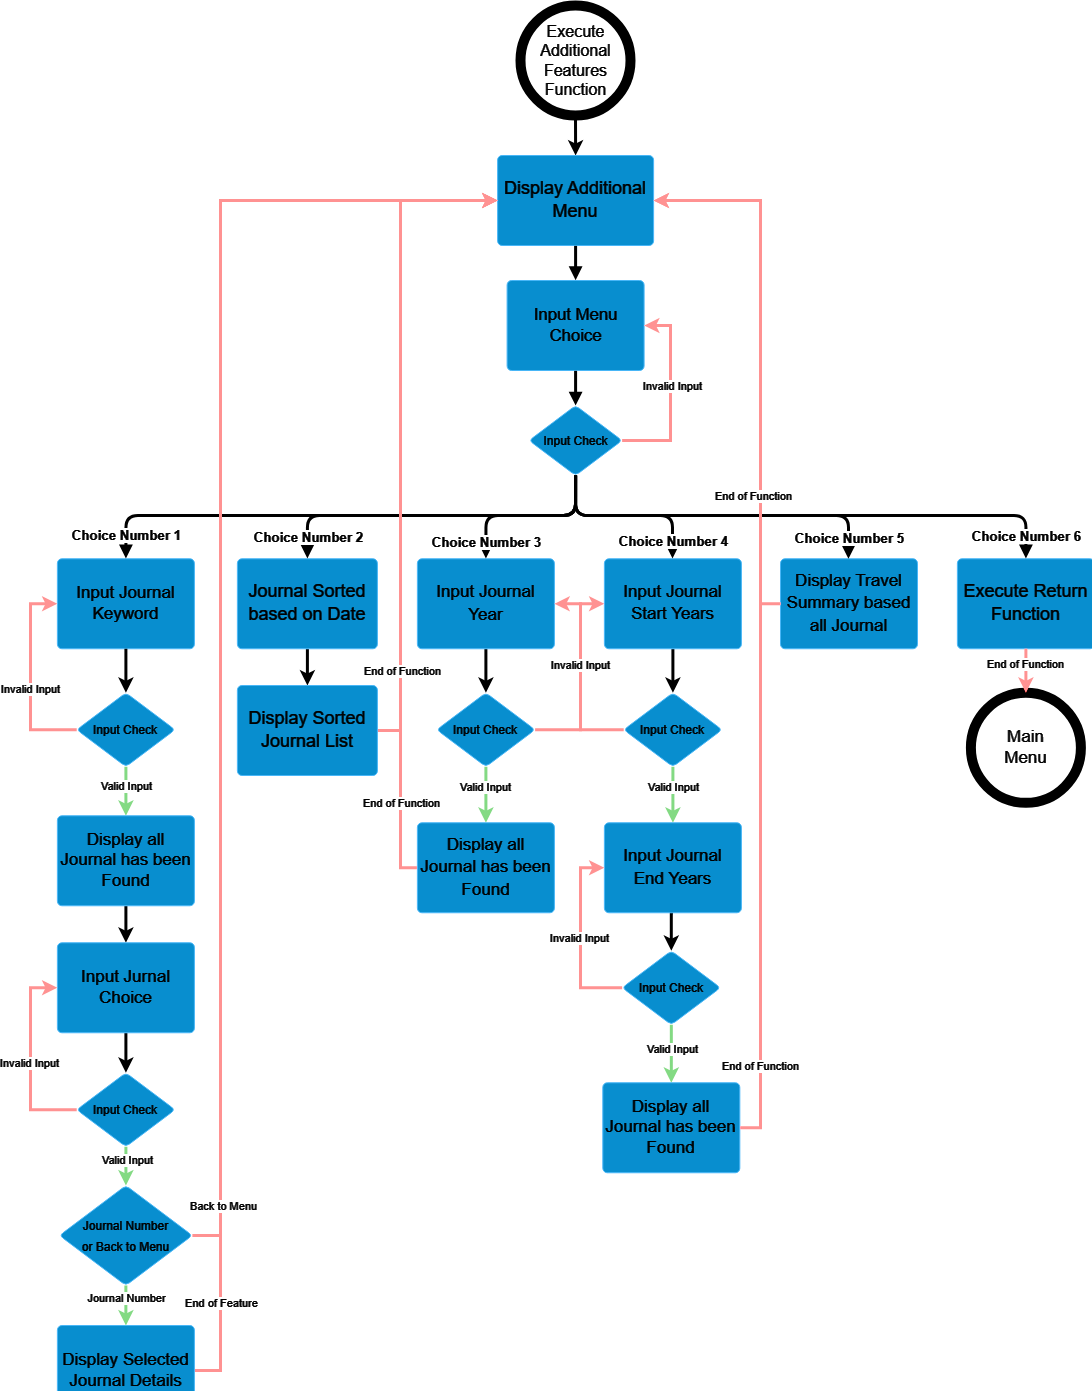 Execute
Additional
Features
Function
Display Additional
Menu
Input Menu
Choice
Invalid Input
Input Check
End of Function
Choice Number 1
Choice Number 2
Choice Number 3
Choice Number 4
Choice Number 5
Choice Number 6
Input Journal
Keyword
Journal Sorted
based on Date
Input Journal
Year
Input Journal
Start Years
Display Travel
Summary based
all Journal
Execute Return
Function
Invalid Input
End of Function
Invalid Input
End of Function
Input Check
Display Sorted
Journal List
Input Check
Input Check
Main
Menu
Valid Input
End of Function
Valid Input
Valid Input
Display all
Journal has been
Found
Display all
Journal has been
Found
Input Journal
End Years
Invalid Input
Input Jurnal
Choice
Input Check
Invalid Input
Valid Input
End of Function
Input Check
Display all
Journal has been
Found
Valid Input
Back to Menu
Journal Number
or Back to Menu
Journal Number
End of Feature
Display Selected
Journal Details